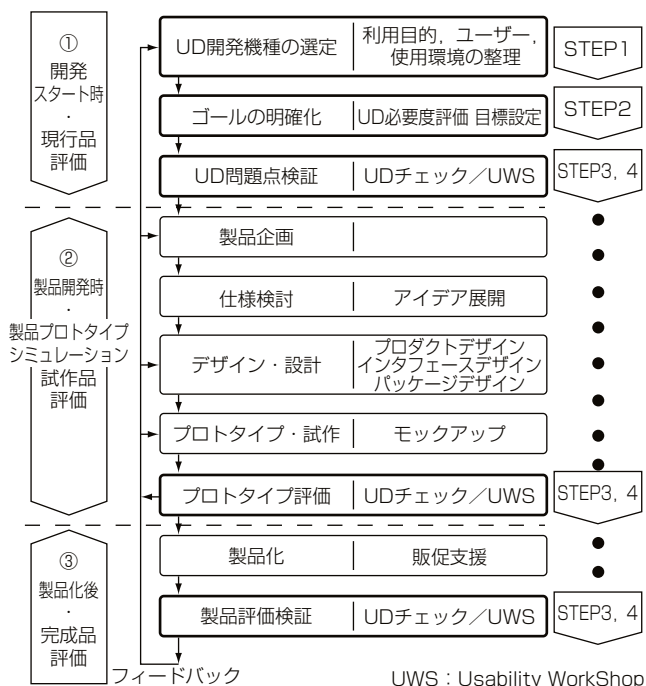 ①
開発
スタート時
・
現行品
評価
UD開発機種の選定
利用目的，ユーザー，
使用環境の整理
STEP1
ゴールの明確化
UD必要度評価 目標設定
STEP2
UD問題点検証
UDチェック／UWS
STEP3, 4
②
製品開発時
・
製品プロトタイプ
シミュレーション
試作品
評価
製品企画
仕様検討
アイデア展開
デザイン・設計
プロダクトデザイン
インタフェースデザイン
パッケージデザイン
プロトタイプ・試作
モックアップ
プロトタイプ評価
UDチェック／UWS
STEP3, 4
③
製品化後
・
完成品
評価
製品化
販促支援
製品評価検証
UDチェック／UWS
STEP3, 4
フィードバック
UWS：Usability WorkShop